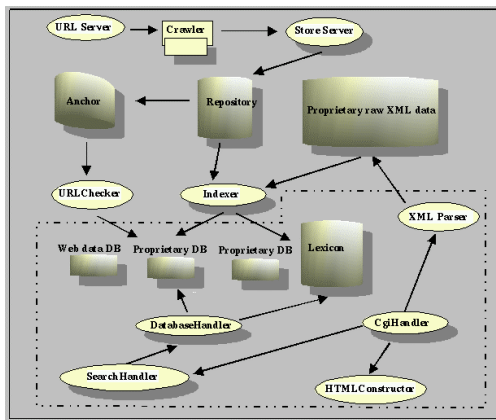 URL Server
Crawler
Store Server
Anchor
Repository
Proprietary raw XML data
URLChecker
Indexer
XML Parser
Web data DB
Proprietary DB
Proprietary DB
Lexicon
DatabaseHandler
CgiHandler
SearchHandler
HTMLConstructor